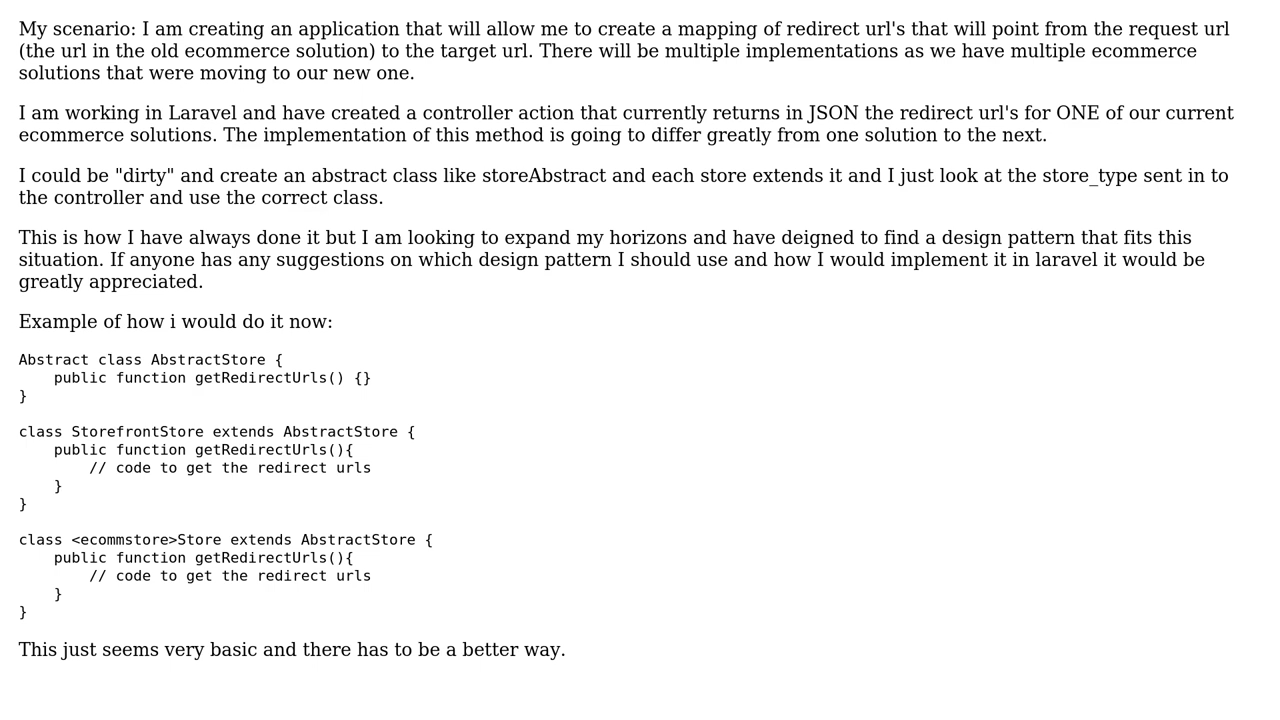 My scenario: I am creating an application that will allow me to create a mapping of redirect url's that will point from the request url
(the url in the old ecommerce solution) to the target url. There will be multiple implementations as we have multiple ecommerce
solutions that were moving to our new one.
I am working in Laravel and have created a controller action that currently returns in JSON the redirect url's for ONE of our current
ecommerce solutions. The implementation of this method is going to differ greatly from one solution to the next.
I could be "dirty" and create an abstract class like storeAbstract and each store extends it and I just look at the store_type sent in to
the controller and use the correct class.
This is how I have always done it but I am looking to expand my horizons and have deigned to find a design pattern that fits this
situation. If anyone has any suggestions on which design pattern I should use and how I would implement it in laravel it would be
greatly appreciated.
Example of how i would do it now:
Abstract class AbstractStore {
    public function getRedirectUrls() {}
}
class StorefrontStore extends AbstractStore {
    public function getRedirectUrls(){
        // code to get the redirect urls
    }
}
class <ecommstore>Store extends AbstractStore {
    public function getRedirectUrls(){
        // code to get the redirect urls
    }
}
This just seems very basic and there has to be a better way.